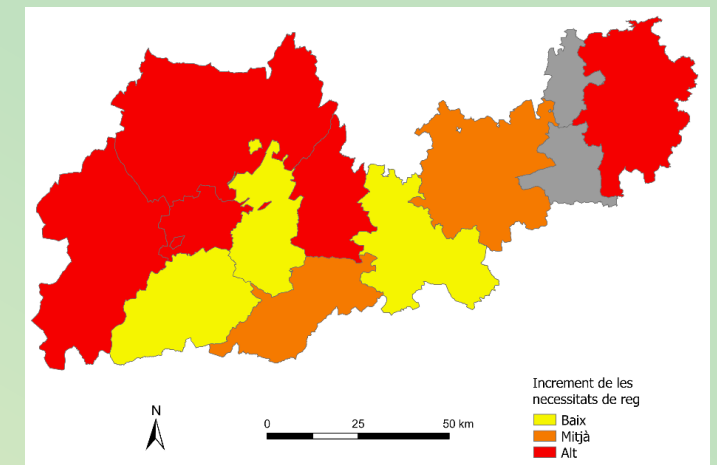 Increment de les
necessitats de reg
Baix
Mitjà
Alt
N
0 25 50 km